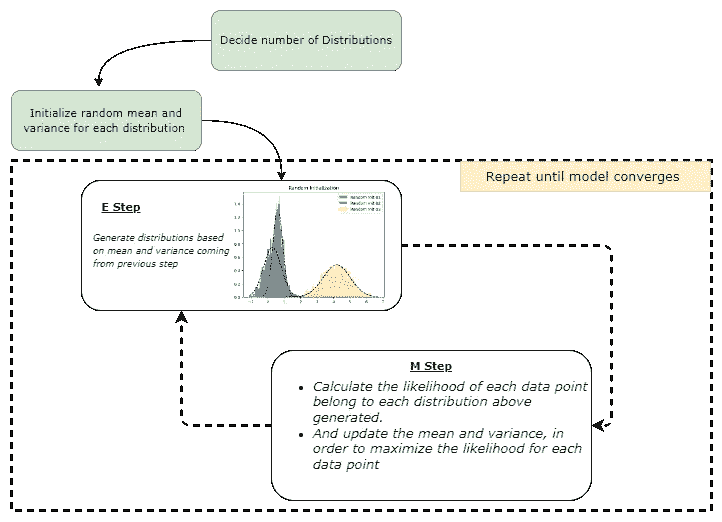 Decide number of Distributions
Initialize random mean and
variance for each distribution
Repeat until model converges
E Step
Generate distributions based
on mean and variance coming
from previous step
Random Initialization
M Step
• Calculate the likelihood of each data point
belong to each distribution above
generated.
• And update the mean and variance, in
order to maximize the likelihood for each
data point